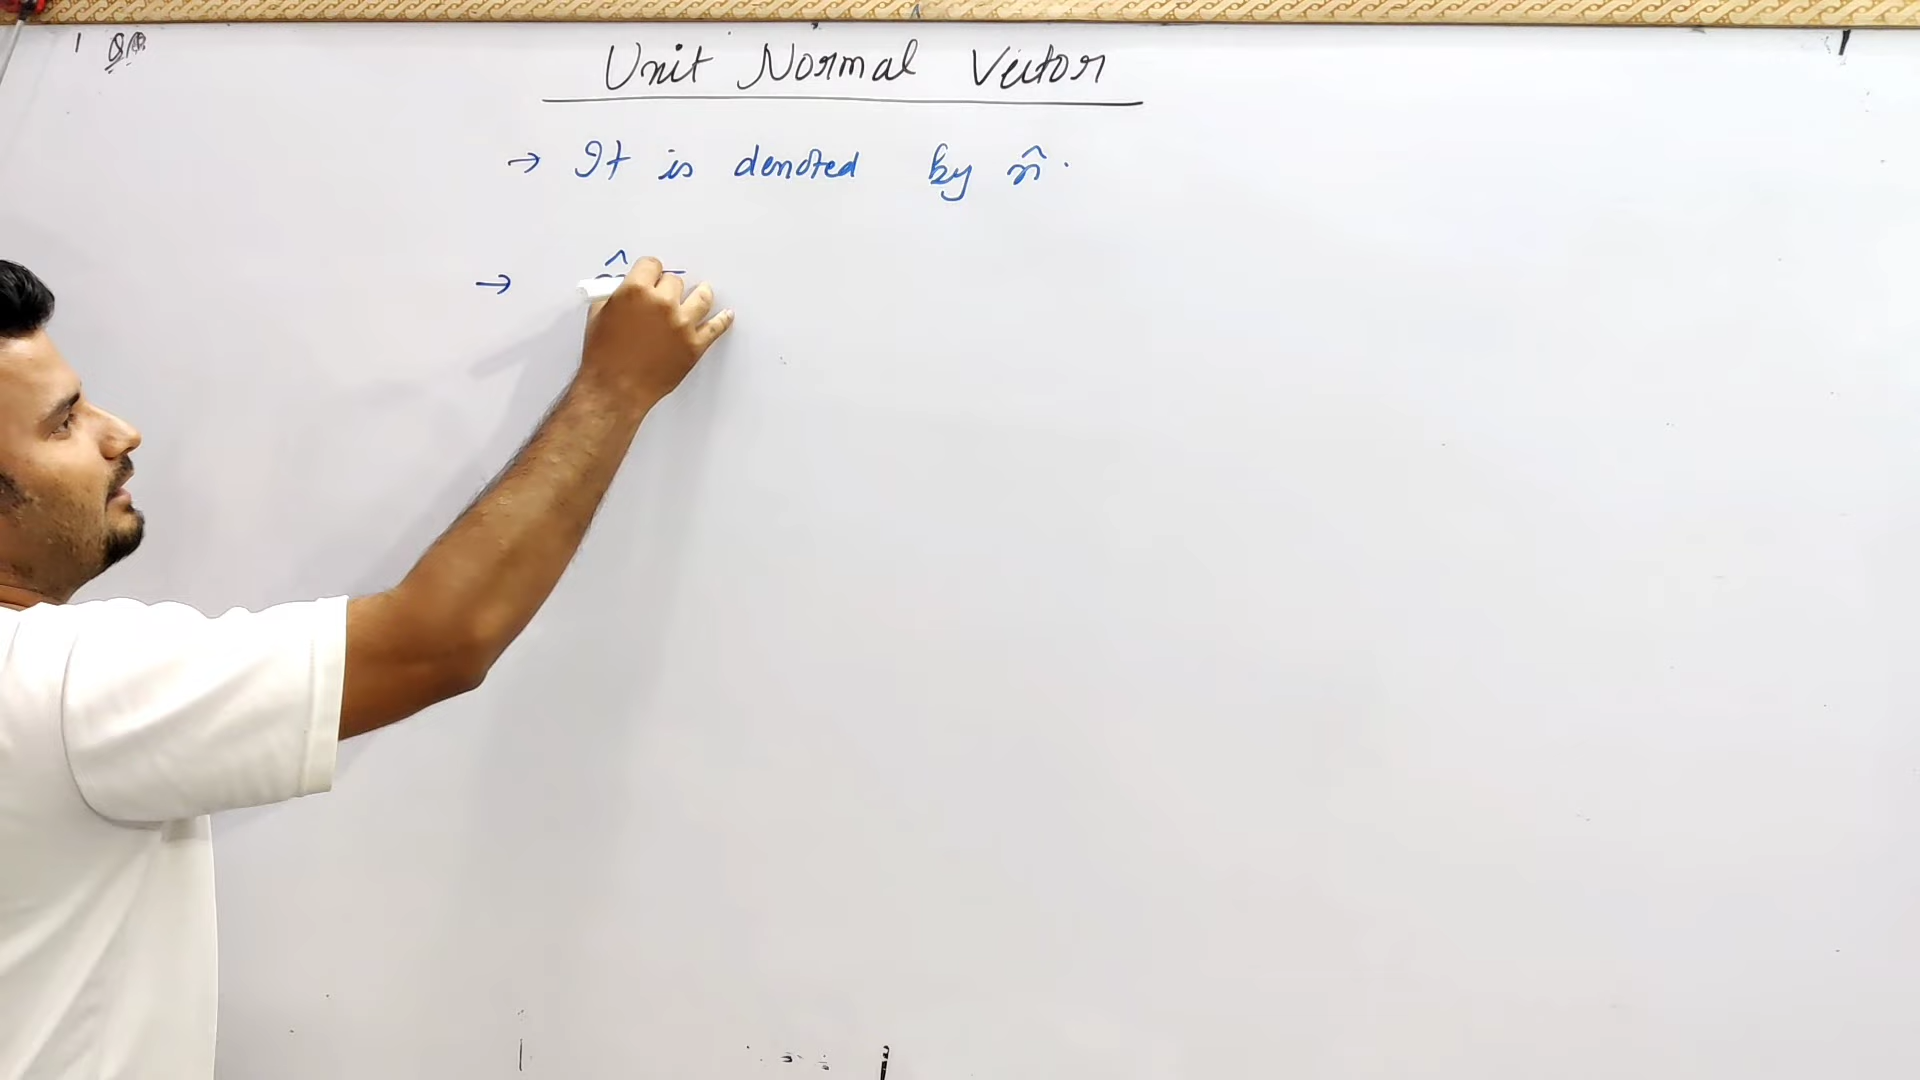 Unit Normal Vector
→ It is denoted by n̂.
→ n̂ =